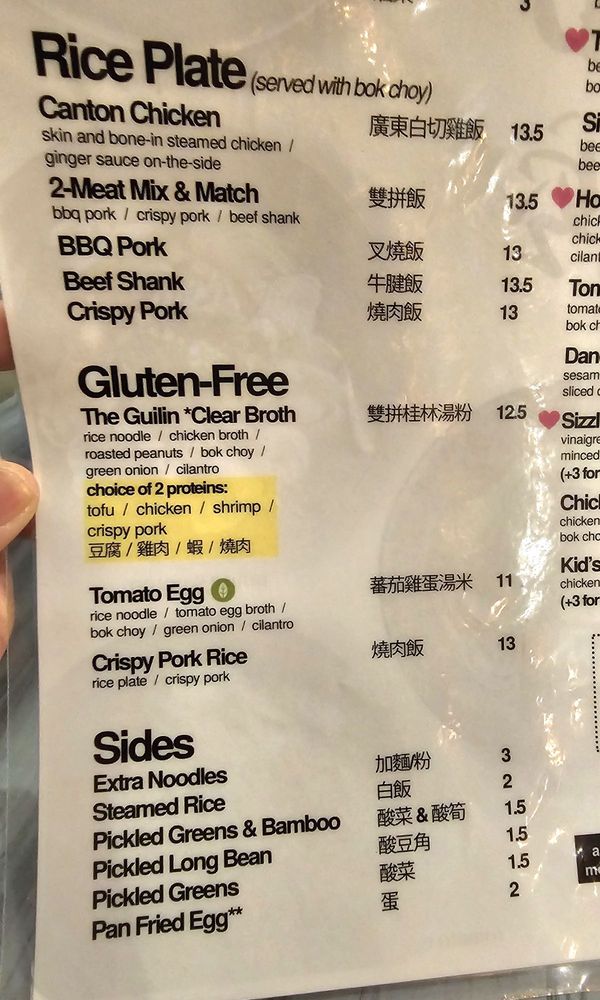 3
Rice Plate (served with bok choy)
Canton Chicken 廣東白切雞飯 13.5
skin and bone-in steamed chicken /
ginger sauce on-the-side
2-Meat Mix & Match 雙拼飯 13.5
bbq pork / crispy pork / beef shank
BBQ Pork 叉燒飯 13
Beef Shank 牛腱飯 13.5
Crispy Pork 燒肉飯 13
Gluten-Free
The Guilin *Clear Broth 雙拼桂林湯粉 12.5
rice noodle / chicken broth /
roasted peanuts / bok choy /
green onion / cilantro
choice of 2 proteins:
tofu / chicken / shrimp /
crispy pork
豆腐 / 雞肉 / 蝦 / 燒肉
Tomato Egg 蕃茄雞蛋湯米 11
rice noodle / tomato egg broth /
bok choy / green onion / cilantro
Crispy Pork Rice 燒肉飯 13
rice plate / crispy pork
Sides
Extra Noodles 加麵/粉 3
Steamed Rice 白飯 2
Pickled Greens & Bamboo 酸菜 & 酸筍 1.5
Pickled Long Bean 酸豆角 1.5
Pickled Greens 酸菜 1.5
Pan Fried Egg** 蛋 2
Kid's
chicken
(+3 for